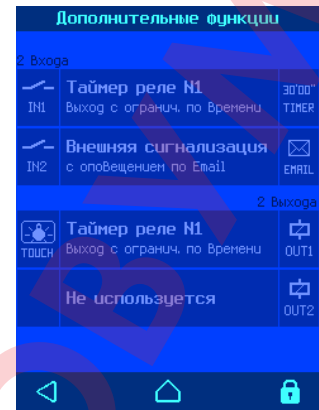 Дополнительные функции
2 Входа
Таймер реле N1
30'00"
IN1
Выход с огранич. по Времени
TIMER
Внешняя сигнализация
IN2
с оповещением по Email
EMAIL
2 Выхода
Таймер реле N1
TOUCH
Выход с огранич. по Времени
OUT1
Не используется
OUT2